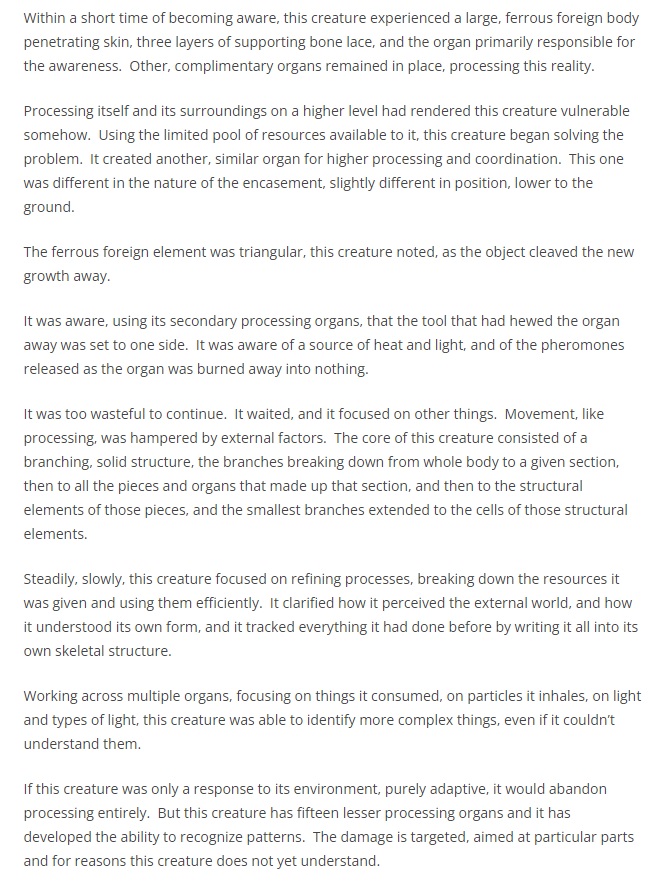 Within a short time of becoming aware, this creature experienced a large, ferrous foreign body
penetrating skin, three layers of supporting bone lace, and the organ primarily responsible for
the awareness.  Other, complimentary organs remained in place, processing this reality.
Processing itself and its surroundings on a higher level had rendered this creature vulnerable
somehow.  Using the limited pool of resources available to it, this creature began solving the
problem.  It created another, similar organ for higher processing and coordination.  This one
was different in the nature of the encasement, slightly different in position, lower to the
ground.
The ferrous foreign element was triangular, this creature noted, as the object cleaved the new
growth away.
It was aware, using its secondary processing organs, that the tool that had hewed the organ
away was set to one side.  It was aware of a source of heat and light, and of the pheromones
released as the organ was burned away into nothing.
It was too wasteful to continue.  It waited, and it focused on other things.  Movement, like
processing, was hampered by external factors.  The core of this creature consisted of a
branching, solid structure, the branches breaking down from whole body to a given section,
then to all the pieces and organs that made up that section, and then to the structural
elements of those pieces, and the smallest branches extended to the cells of those structural
elements.
Steadily, slowly, this creature focused on refining processes, breaking down the resources it
was given and using them efficiently.  It clarified how it perceived the external world, and how
it understood its own form, and it tracked everything it had done before by writing it all into its
own skeletal structure.
Working across multiple organs, focusing on things it consumed, on particles it inhales, on light
and types of light, this creature was able to identify more complex things, even if it couldn't
understand them.
If this creature was only a response to its environment, purely adaptive, it would abandon
processing entirely.  But this creature has fifteen lesser processing organs and it has
developed the ability to recognize patterns.  The damage is targeted, aimed at particular parts
and for reasons this creature does not yet understand.